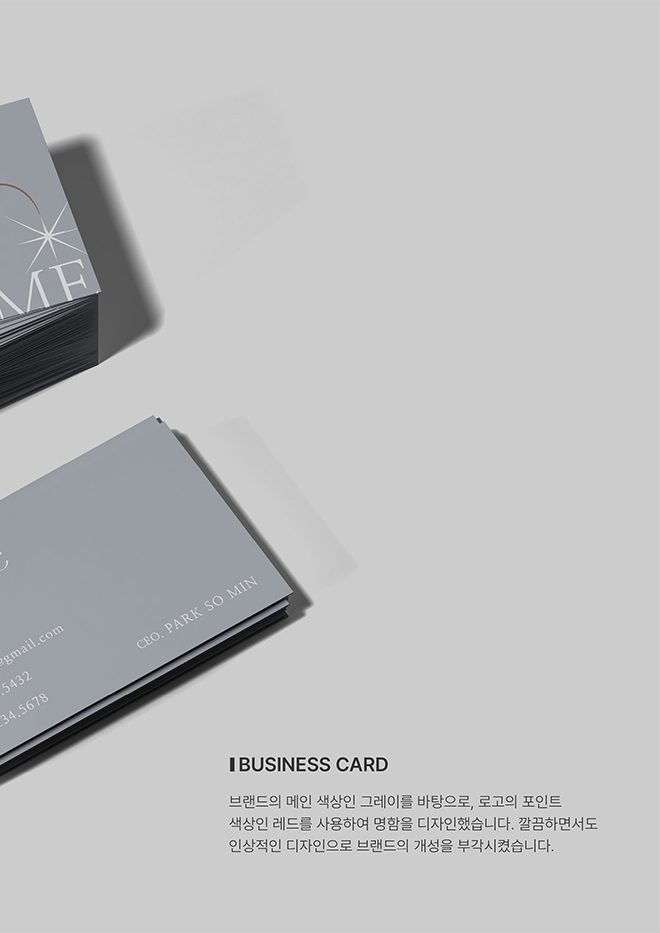 ME
CEO. PARK SO MIN
@gmail.com
.5432
234.5678
BUSINESS CARD
브랜드의 메인 색상인 그레이를 바탕으로, 로고의 포인트
색상인 레드를 사용하여 명함을 디자인했습니다. 깔끔하면서도
인상적인 디자인으로 브랜드의 개성을 부각시켰습니다.